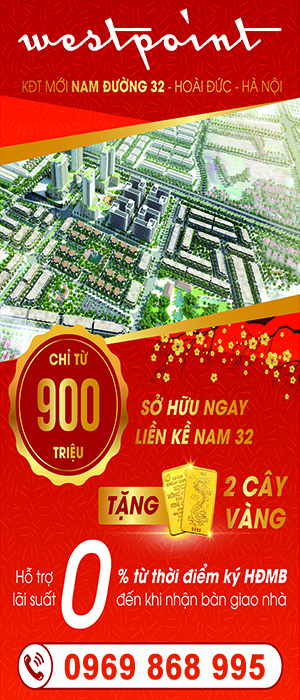 westpoint
KĐT MỚI NAM ĐƯỜNG 32 - HOÀI ĐỨC - HÀ NỘI
CHỈ TỪ
900
TRIỆU
SỞ HỮU NGAY
LIỀN KỀ NAM 32
TẶNG
2 CÂY
VÀNG
Hỗ trợ
lãi suất
0
% từ thời điểm ký HĐMB
đến khi nhận bàn giao nhà
0969 868 995